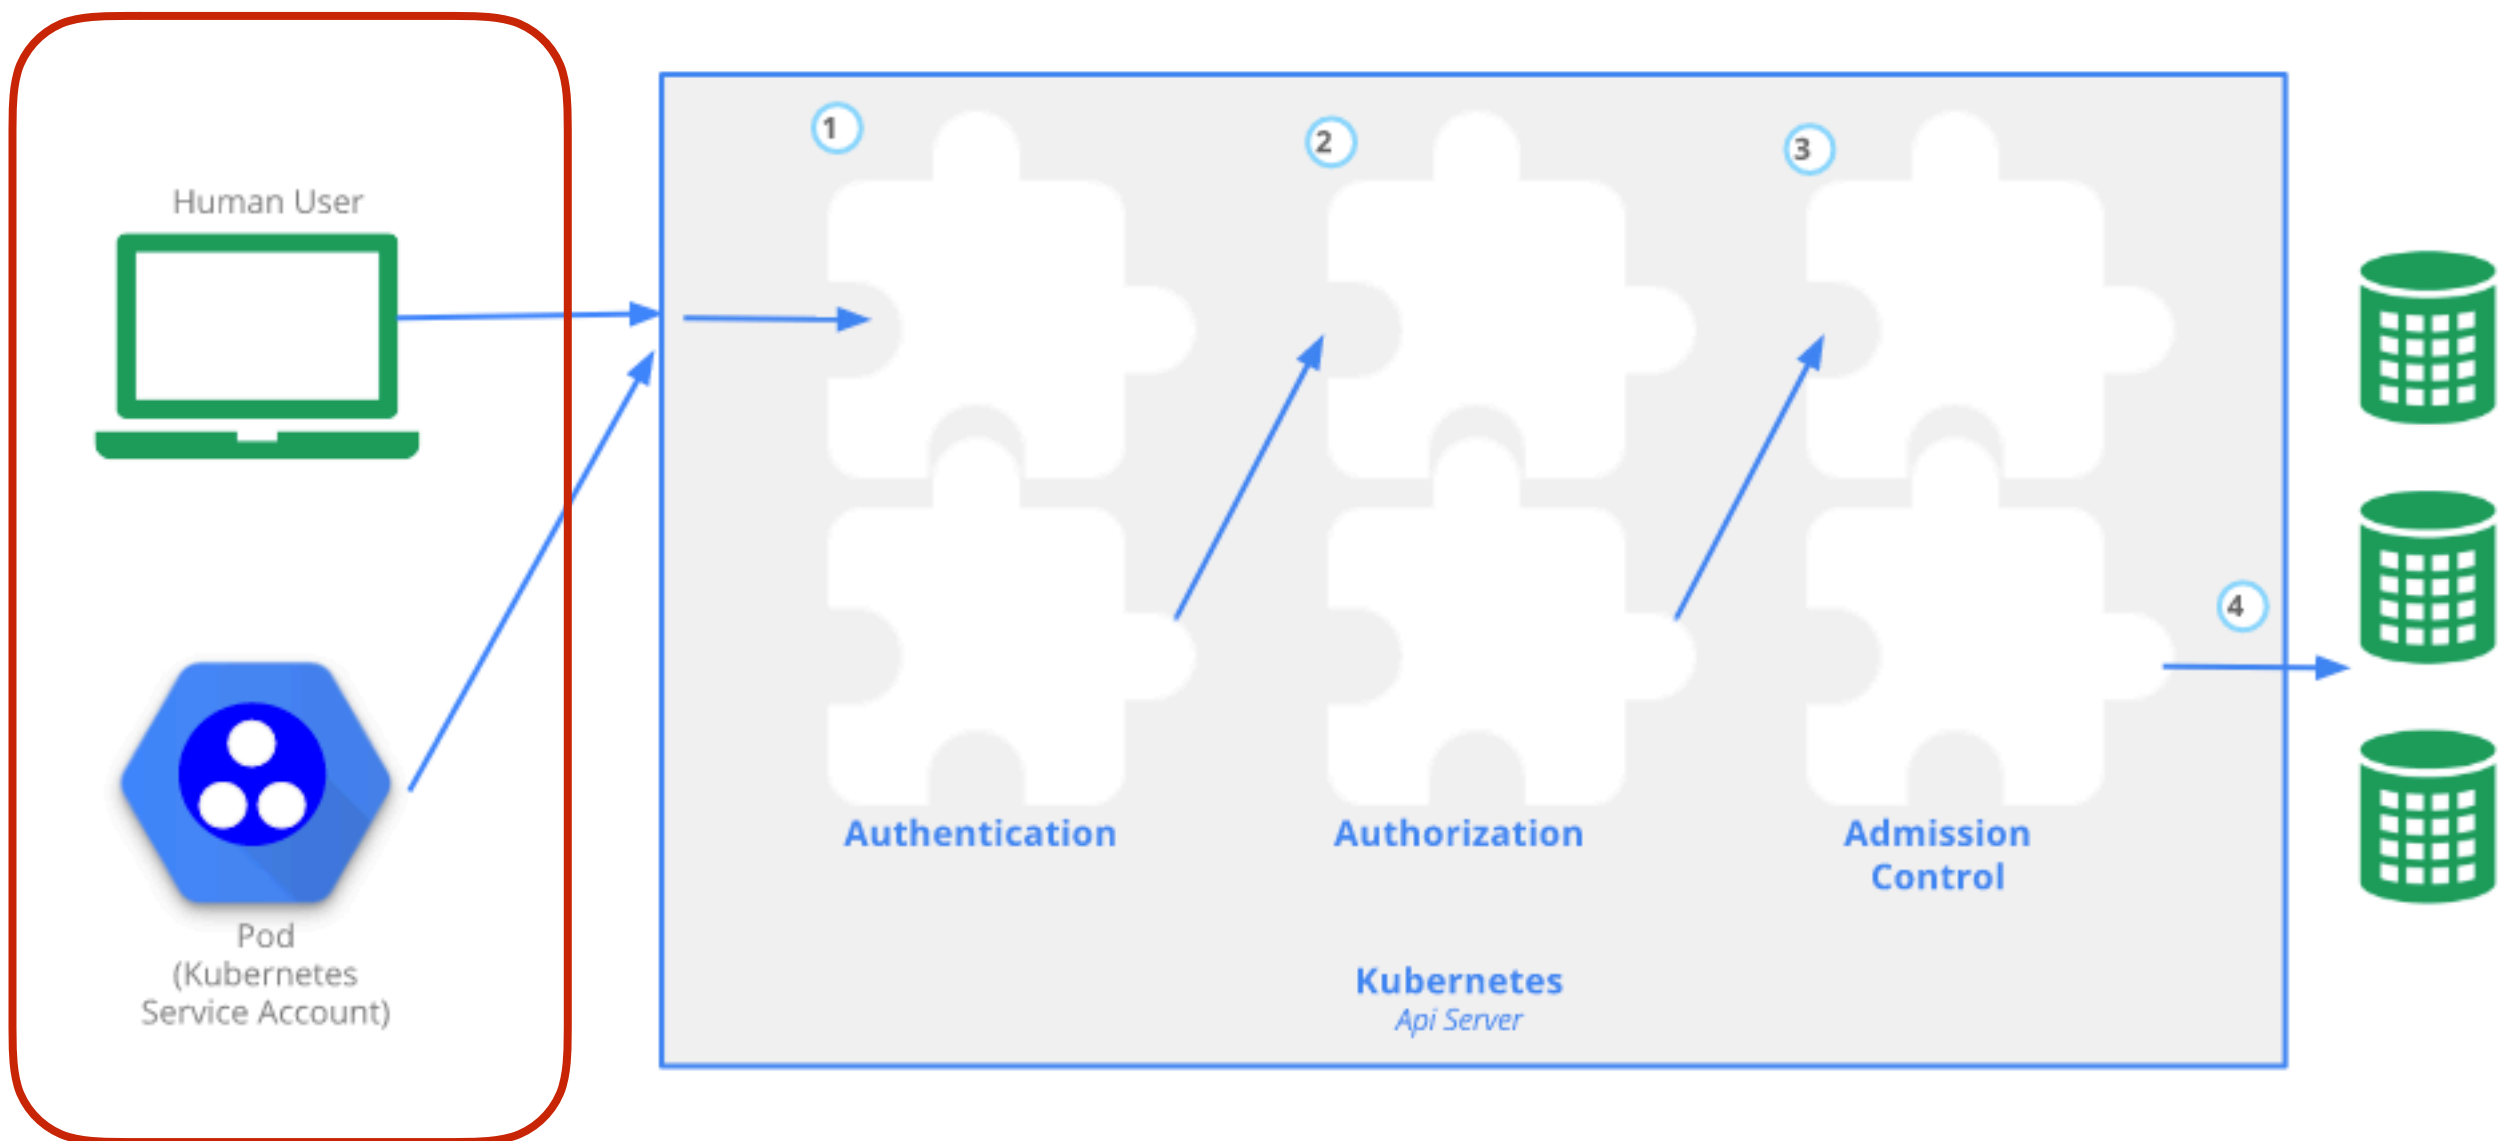 Human User
Pod
(Kubernetes
Service Account)
1
2
3
4
Authentication
Authorization
Admission
Control
Kubernetes
Api Server